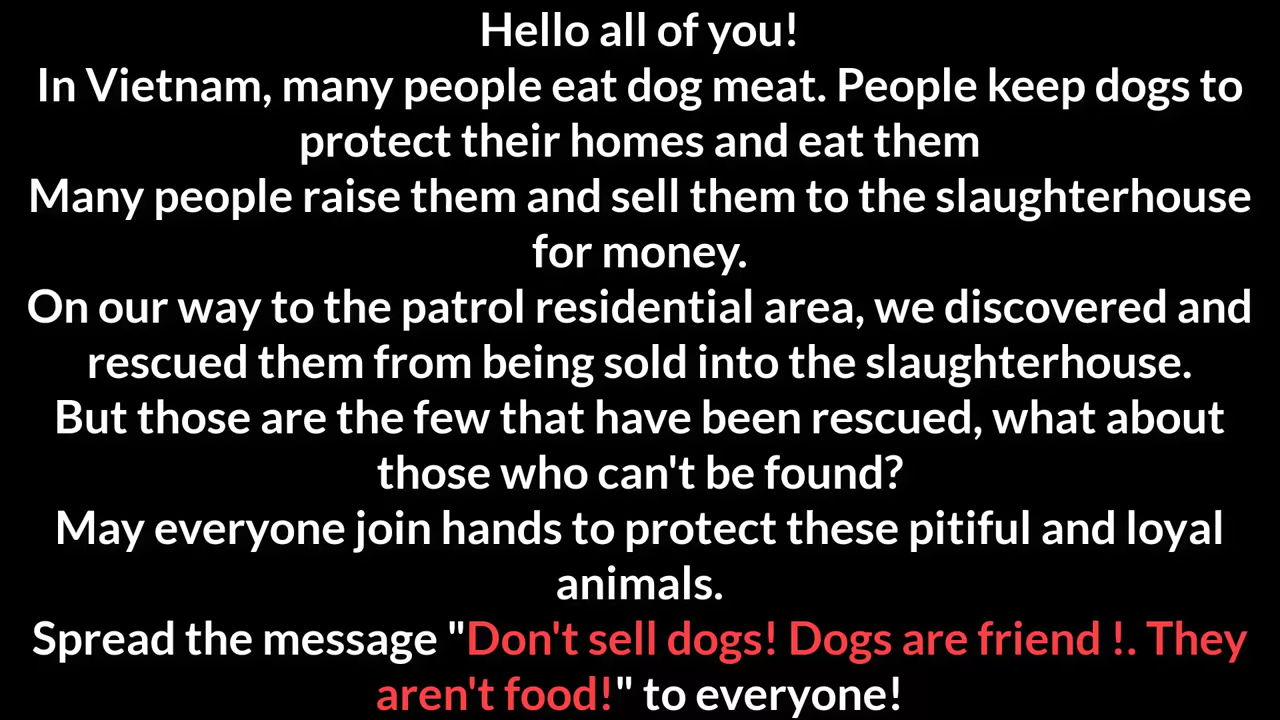 Hello all of you!
In Vietnam, many people eat dog meat. People keep dogs to
protect their homes and eat them
Many people raise them and sell them to the slaughterhouse
for money.
On our way to the patrol residential area, we discovered and
rescued them from being sold into the slaughterhouse.
But those are the few that have been rescued, what about
those who can't be found?
May everyone join hands to protect these pitiful and loyal
animals.
Spread the message "Don't sell dogs! Dogs are friend !. They
aren't food!" to everyone!